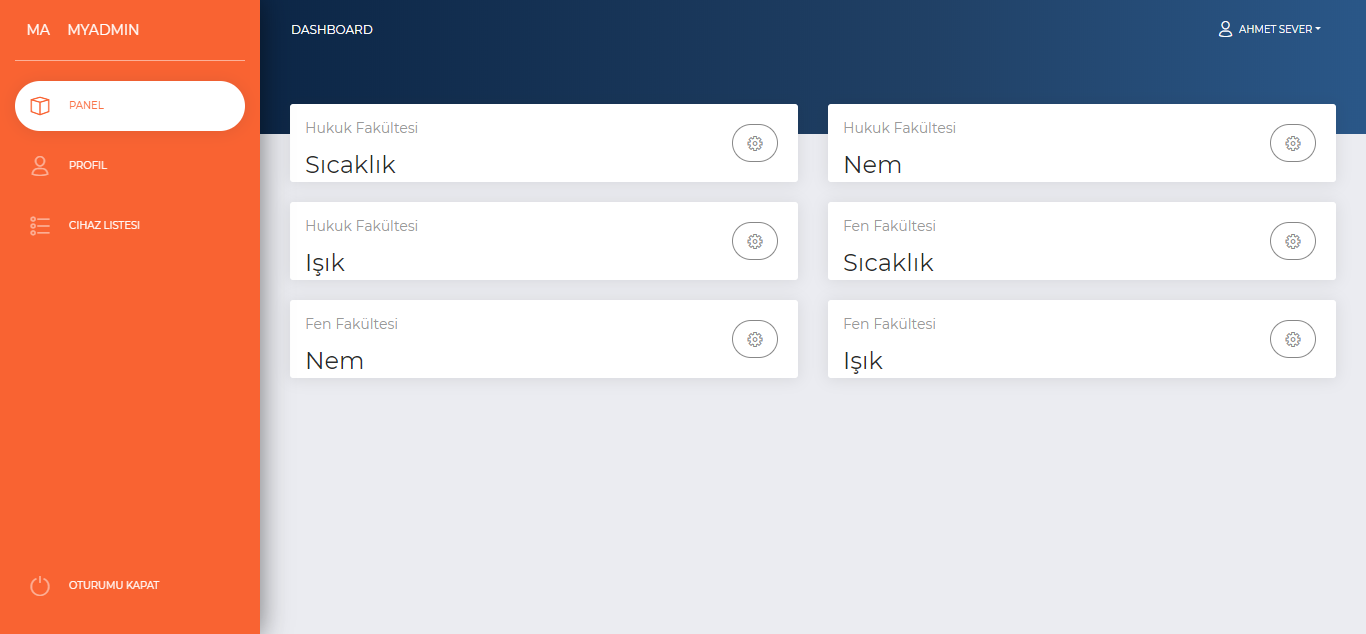 MA MYADMIN
PANEL
PROFIL
CIHAZ LISTESI
OTURUMU KAPAT
DASHBOARD
AHMET SEVER
Hukuk Fakültesi
Sıcaklık
Hukuk Fakültesi
Nem
Hukuk Fakültesi
Işık
Fen Fakültesi
Sıcaklık
Fen Fakültesi
Nem
Fen Fakültesi
Işık